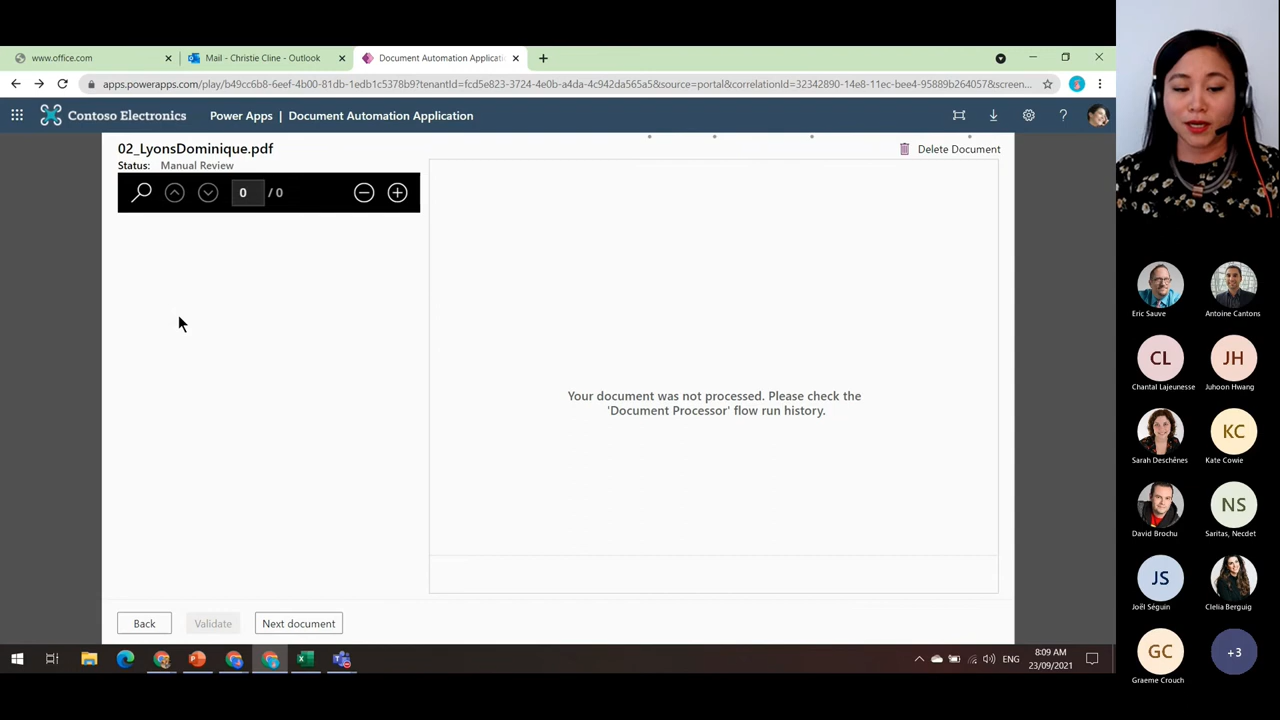 www.office.com
Mail - Christie Cline - Outlook
Document Automation Applicati
apps.powerapps.com/play/b49cc6b8-6eef-4b00-81db-1edb1c5378b9?tenantId=fcd5e823-3724-4e0b-a4da-4c942da565a5&source=portal&correlationId=32342890-14e8-11ec-bee4-95889b264057&screen...
Contoso Electronics
Power Apps | Document Automation Application
02_LyonsDominique.pdf
Delete Document
Status: Manual Review
0 / 0
Your document was not processed. Please check the
'Document Processor' flow run history.
Back
Validate
Next document
ENG
8:09 AM
23/09/2021
Eric Sauve
Antoine Cantons
CL
JH
Chantal Lajeunesse
Juhoon Hwang
KC
Sarah Deschênes
Kate Cowie
NS
David Brochu
Saritas, Necdet
JS
Joël Séguin
Clelia Berguig
GC
+3
Graeme Crouch